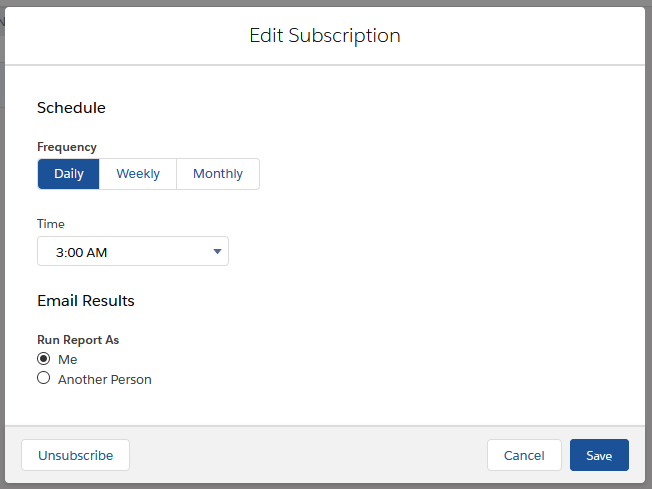 Edit Subscription
Schedule
Frequency
Daily Weekly Monthly
Time
3:00 AM
Email Results
Run Report As
Me
Another Person
Unsubscribe Cancel Save